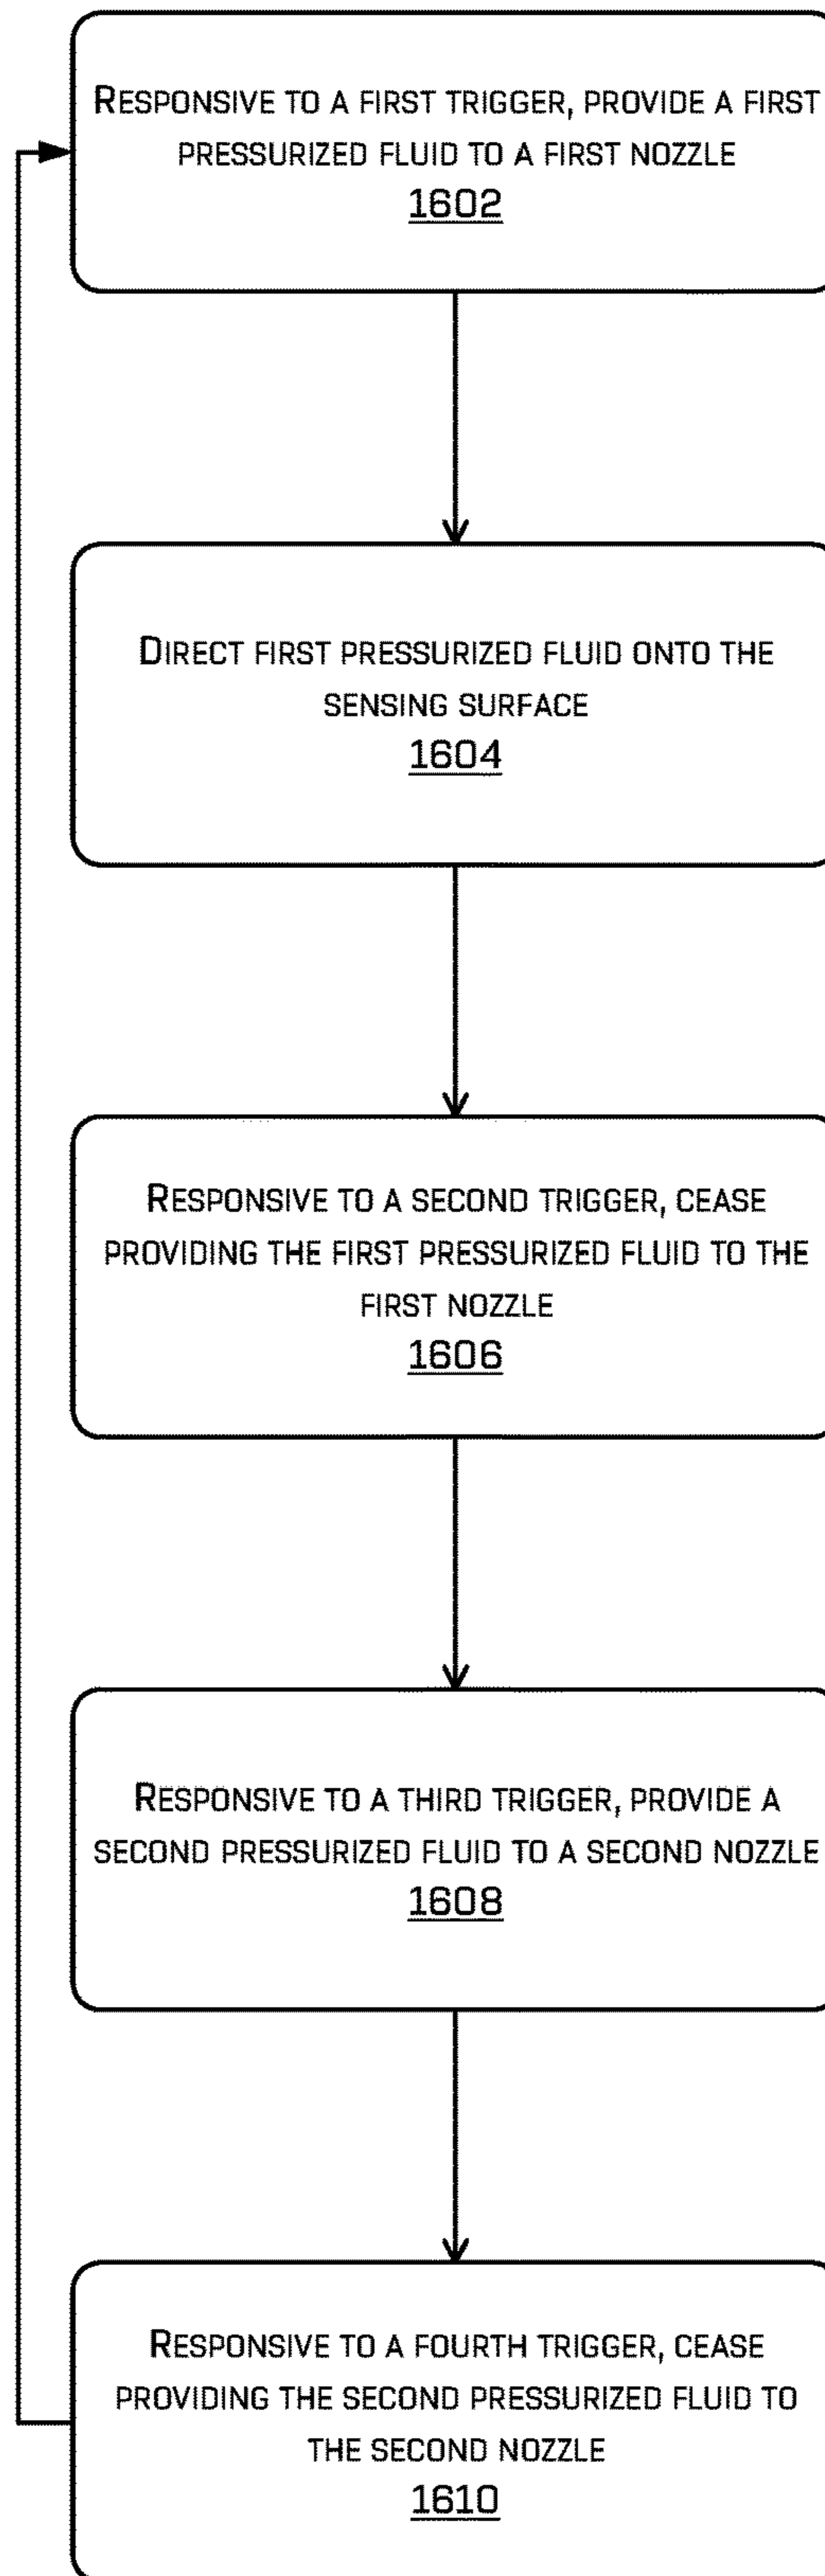 Responsive to a first trigger, provide a first
pressurized fluid to a first nozzle
1602
Direct first pressurized fluid onto the
sensing surface
1604
Responsive to a second trigger, cease
providing the first pressurized fluid to the
first nozzle
1606
Responsive to a third trigger, provide a
second pressurized fluid to a second nozzle
1608
Responsive to a fourth trigger, cease
providing the second pressurized fluid to
the second nozzle
1610